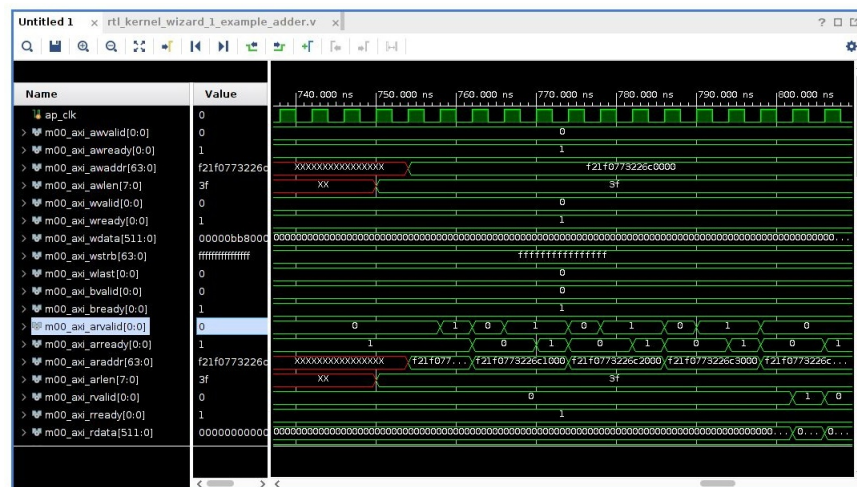 Untitled 1 × rtl_kernel_wizard_1_example_adder.v ×
Name Value
740.000 ns 750.000 ns 760.000 ns 770.000 ns 780.000 ns 790.000 ns 800.000 ns
ap_clk 0
m00_axi_awvalid[0:0] 0 0
m00_axi_awready[0:0] 1 1
m00_axi_awaddr[63:0] f21f0773226c XXXXXXXXXXXXXXXX f21f0773226c0000
m00_axi_awlen[7:0] 3f XX 3f
m00_axi_wvalid[0:0] 0 0
m00_axi_wready[0:0] 1 1
m00_axi_wdata[511:0] 00000bb8000
m00_axi_wstrb[63:0] ffffffffffffffff ffffffffffffffff
m00_axi_wlast[0:0] 0 0
m00_axi_bvalid[0:0] 0 0
m00_axi_bready[0:0] 1 1
m00_axi_arvalid[0:0] 0 0 1 0 1 0 1 0 1 0
m00_axi_arready[0:0] 1 1 0 1 0 1 0 1 0 1
m00_axi_araddr[63:0] f21f0773226c XXXXXXXXXXXXXXXX f21f077... f21f0773226c1000 f21f0773226c2000 f21f0773226c3000 f21f0773226c...
m00_axi_arlen[7:0] 3f XX 3f
m00_axi_rvalid[0:0] 0 0 1 0
m00_axi_rready[0:0] 1 1
m00_axi_rdata[511:0] 00000000000 0... 0...